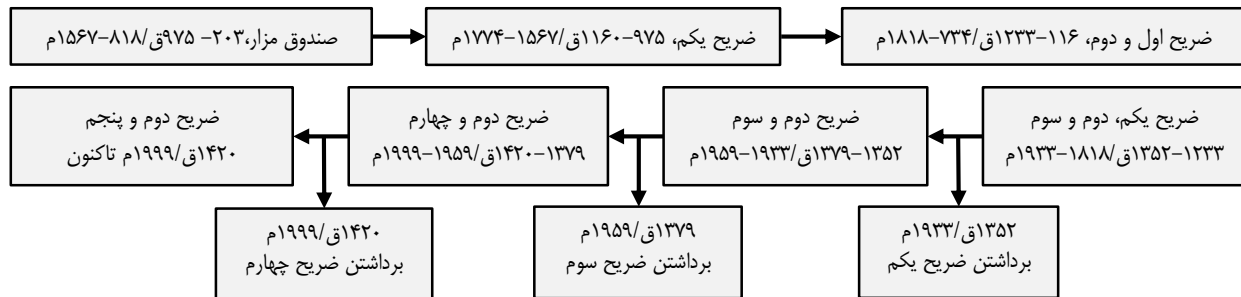 صندوق مزار،۲۰۳- ۹۷۵ق/۸۱۸-۱۵۶۷م
ضریح یکم، ۹۷۵-۱۱۶۰ق/۱۵۶۷-۱۷۷۴م
ضریح اول و دوم، ۱۱۶-۱۲۳۳ق/۷۳۴-۱۸۱۸م
ضریح یکم، دوم و سوم
۱۲۳۳-۱۳۵۲ق/۱۸۱۸-۱۹۳۳م
ضریح دوم و سوم
۱۳۵۲-۱۳۷۹ق/۱۹۳۳-۱۹۵۹م
ضریح دوم و چهارم
۱۳۷۹-۱۴۲۰ق/۱۹۵۹-۱۹۹۹م
ضریح دوم و پنجم
۱۴۲۰ق/۱۹۹۹م تاکنون
۱۳۵۲ق/۱۹۳۳م
برداشتن ضریح یکم
۱۳۷۹ق/۱۹۵۹م
برداشتن ضریح سوم
۱۴۲۰ق/۱۹۹۹م
برداشتن ضریح چهارم